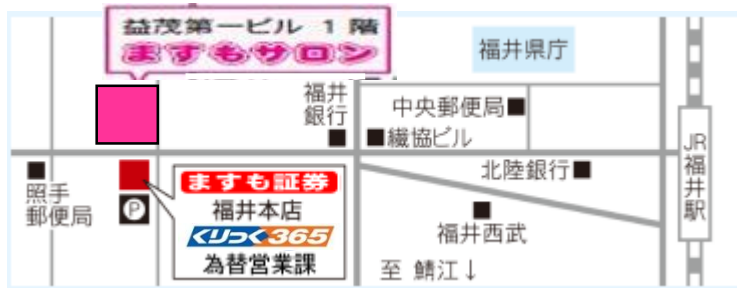 益茂第一ビル 1 階
ますもサロン
福井県庁
福井
銀行
中央郵便局
繊協ビル
JR
福井駅
北陸銀行
照手
郵便局
P
ますも証券
福井本店
くりっく365
為替営業課
福井西武
至 鯖江↓